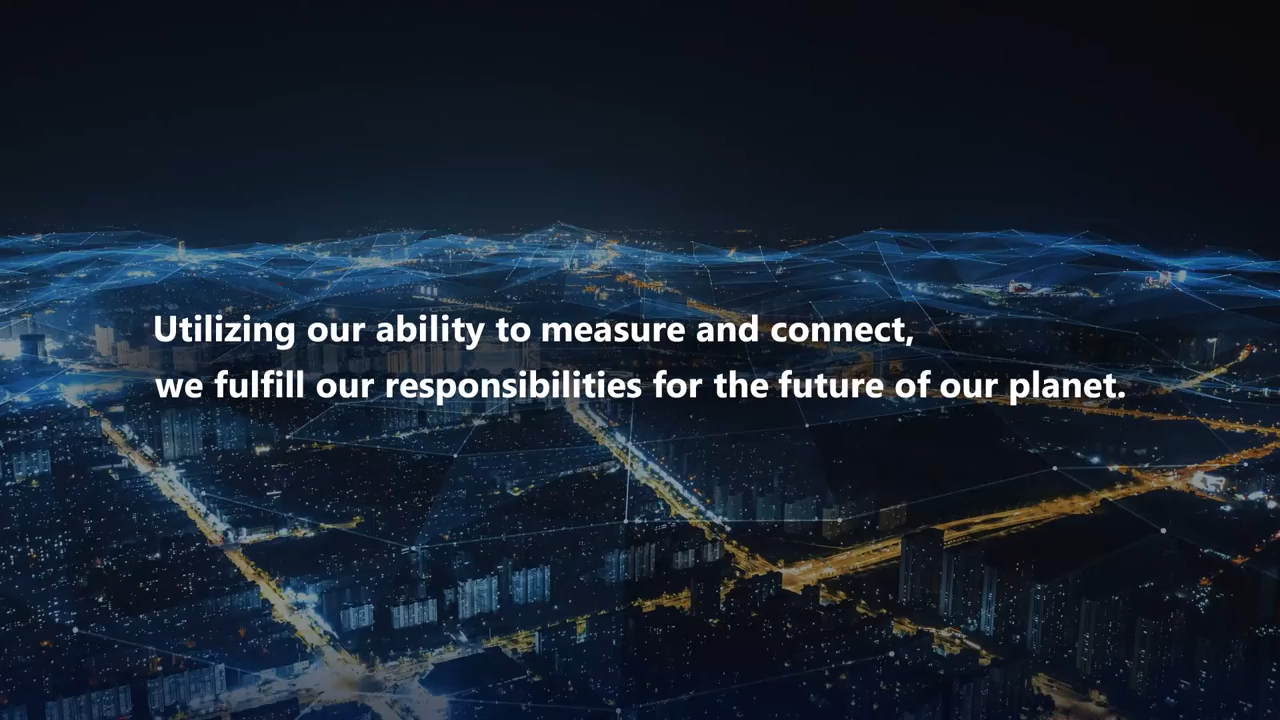 Utilizing our ability to measure and connect,
we fulfill our responsibilities for the future of our planet.